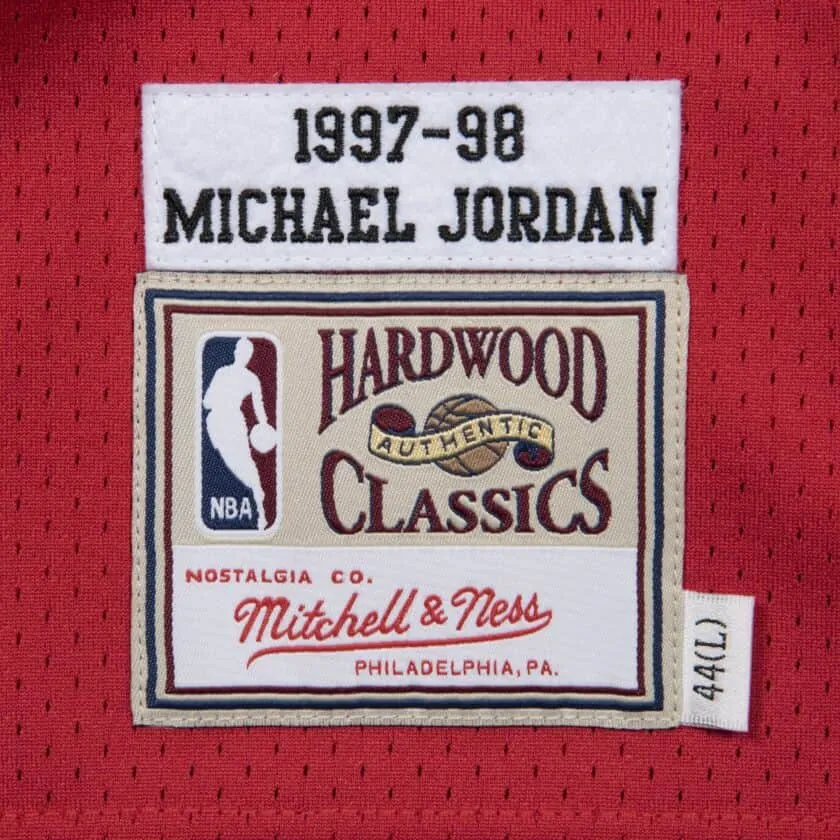 1997-98
MICHAEL JORDAN
HARDWOOD
AUTHENTIC
CLASSICS
NBA
NOSTALGIA CO.
Mitchell & Ness
PHILADELPHIA, PA.
44(L)